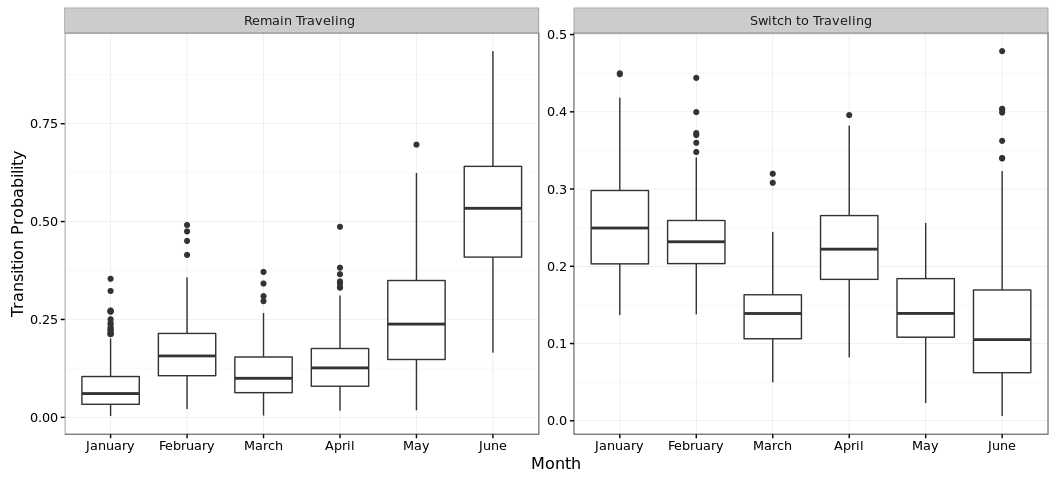 Remain Traveling
Switch to Traveling
Transition Probability
0.75
0.50
0.25
0.00
0.5
0.4
0.3
0.2
0.1
0.0
January February March April May June
January February March April May June
Month